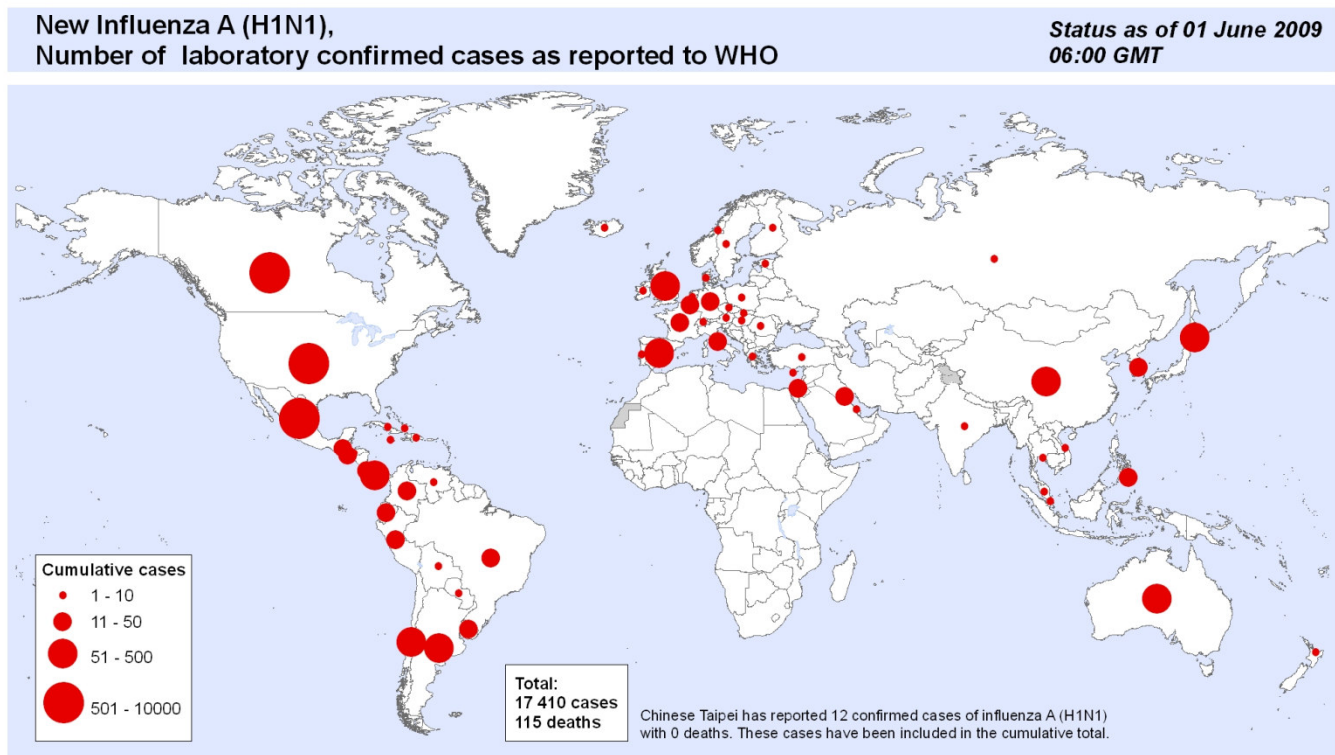 New Influenza A (H1N1),
Number of laboratory confirmed cases as reported to WHO
Status as of 01 June 2009
06:00 GMT
Cumulative cases
1 - 10
11 - 50
51 - 500
501 - 10000
Total:
17 410 cases
115 deaths
Chinese Taipei has reported 12 confirmed cases of influenza A (H1N1)
with 0 deaths. These cases have been included in the cumulative total.